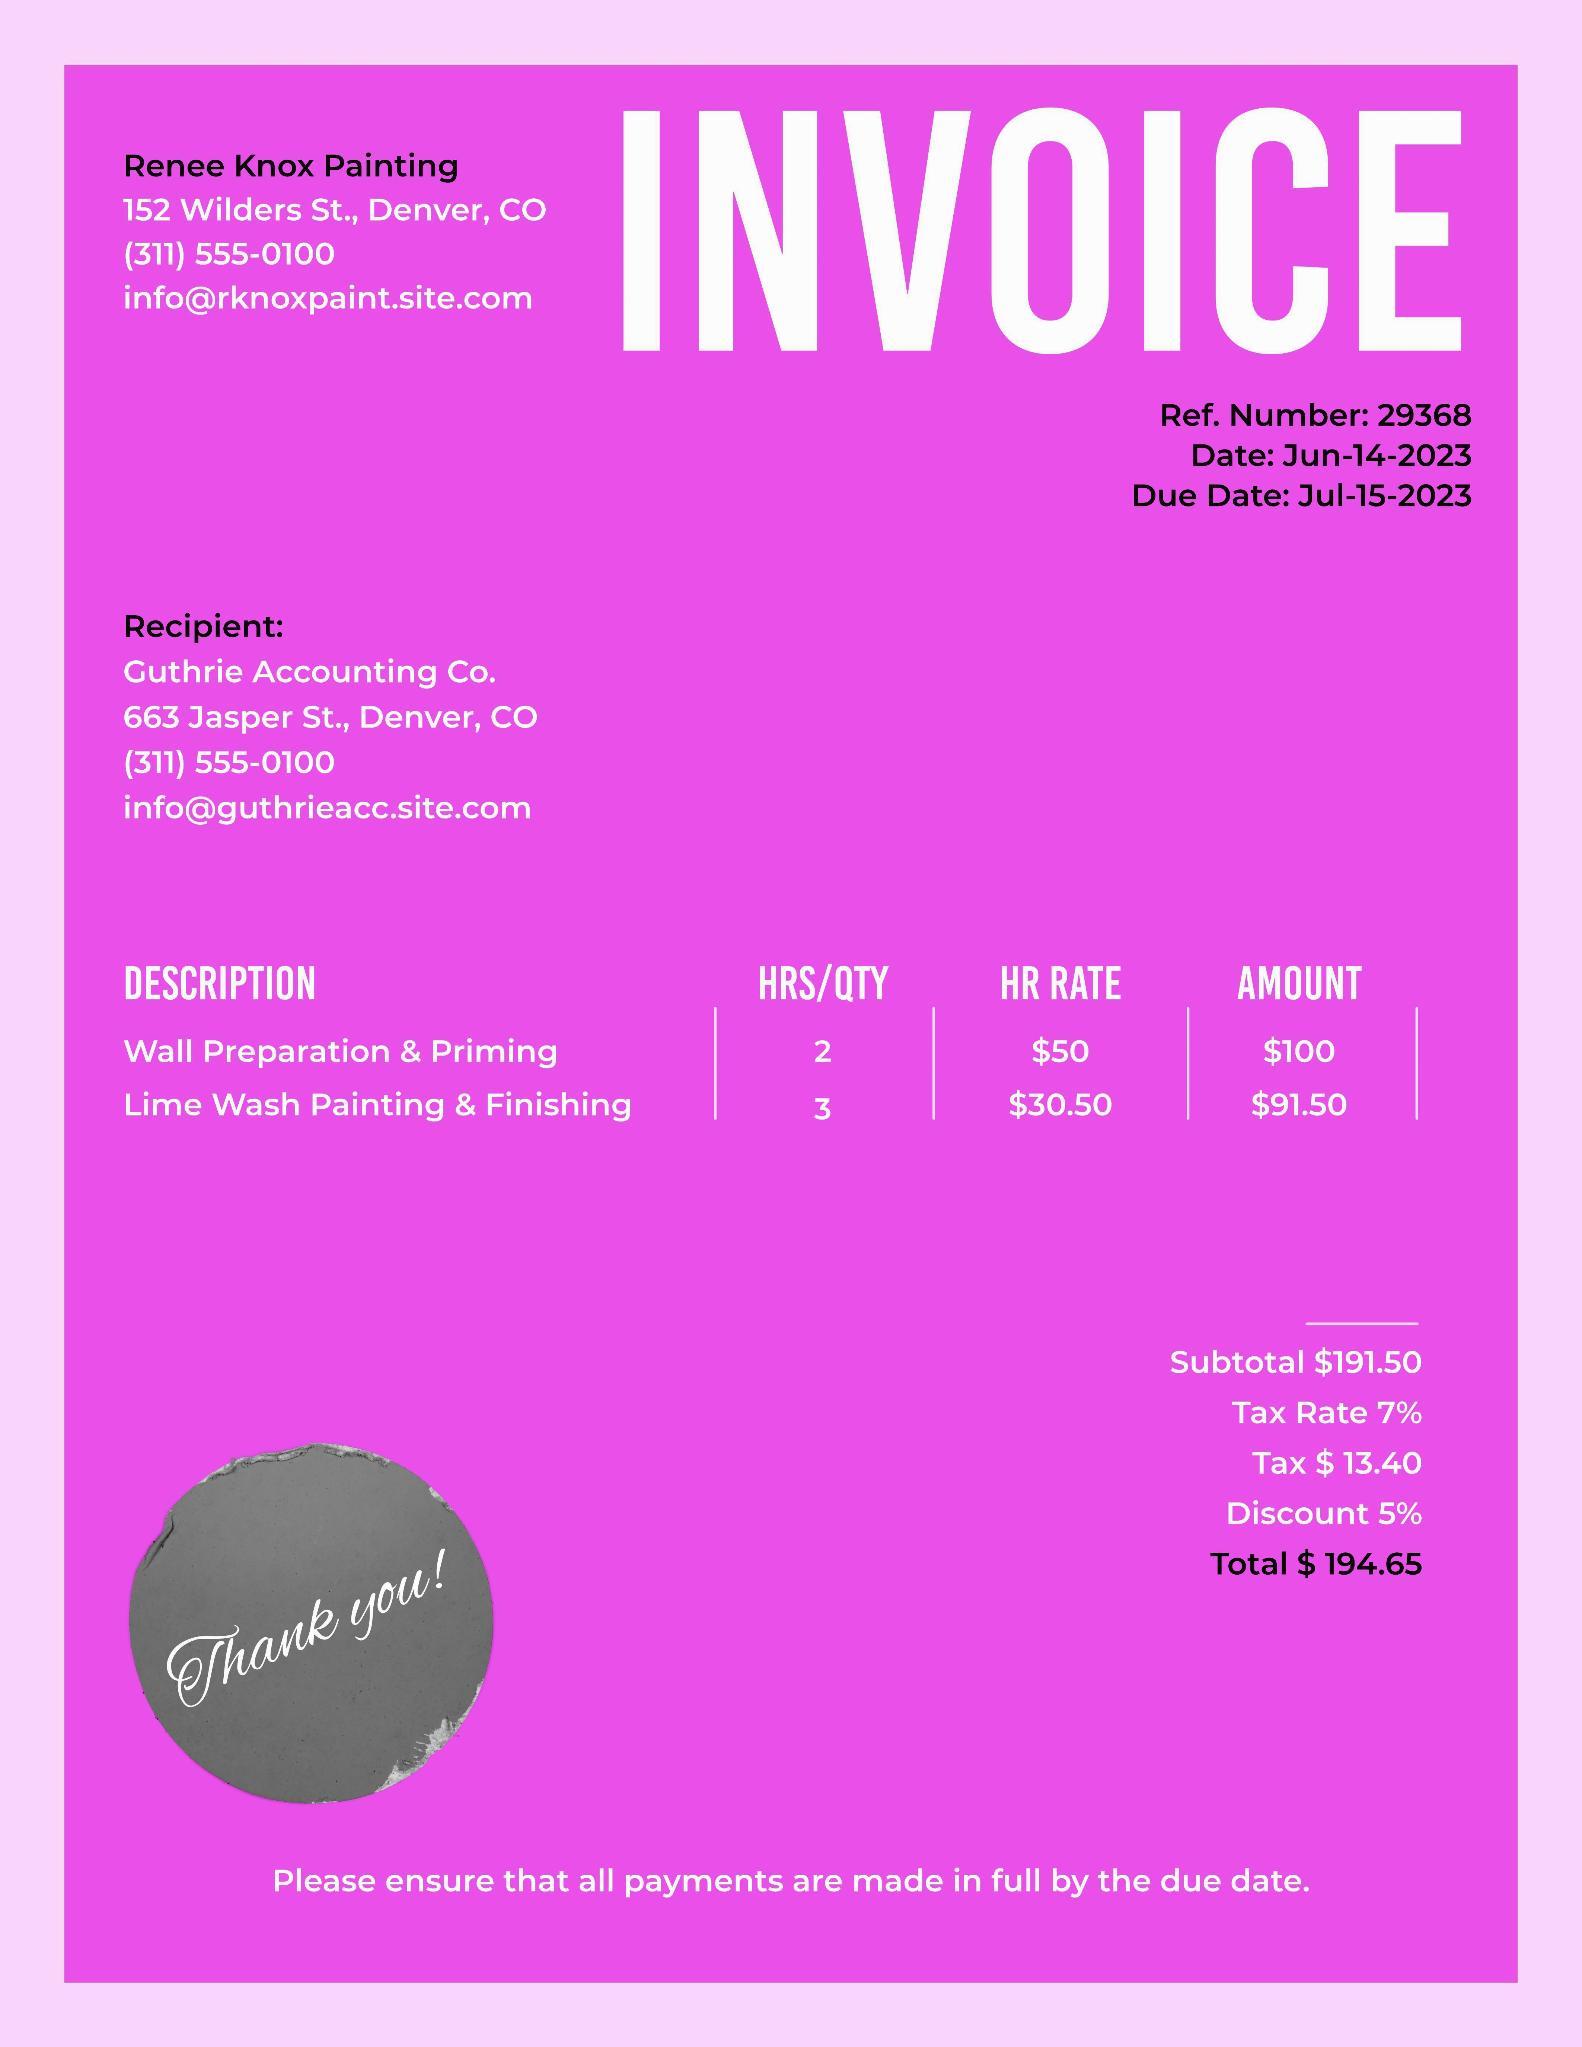 INVOICE
Renee Knox Painting
152 Wilders St., Denver, CO
(311) 555-0100
info@rknoxpaint.site.com
Ref. Number: 29368
Date: Jun-14-2023
Due Date: Jul-15-2023
Recipient:
Guthrie Accounting Co.
663 Jasper St., Denver, CO
(311) 555-0100
info@guthrieacc.site.com
DESCRIPTION HRS/QTY HR RATE AMOUNT
Wall Preparation & Priming 2 $50 $100
Lime Wash Painting & Finishing 3 $30.50 $91.50
Subtotal $191.50
Tax Rate 7%
Tax $ 13.40
Discount 5%
Total $ 194.65
Thank you!
Please ensure that all payments are made in full by the due date.